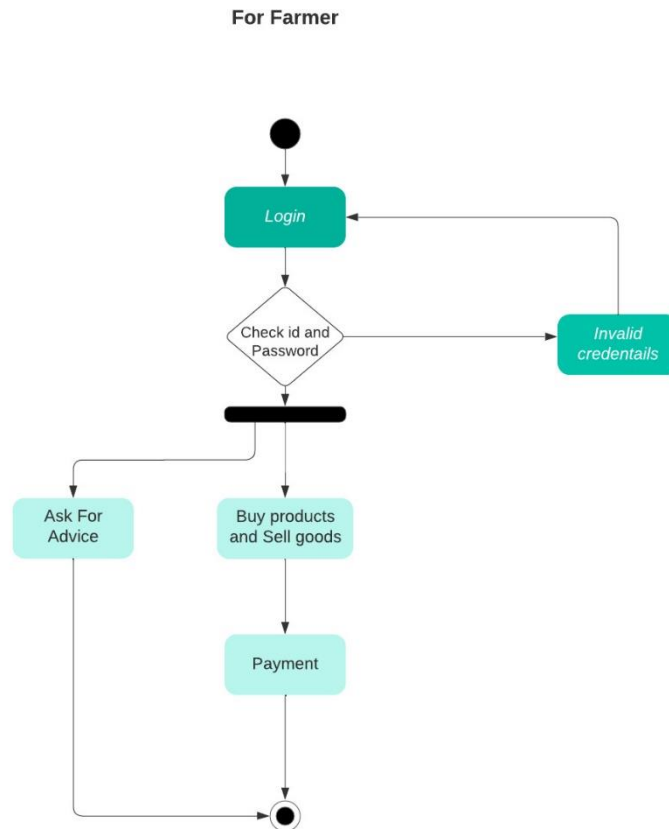 For Farmer
Login
Check id and
Password
Invalid
credentails
Ask For
Advice
Buy products
and Sell goods
Payment